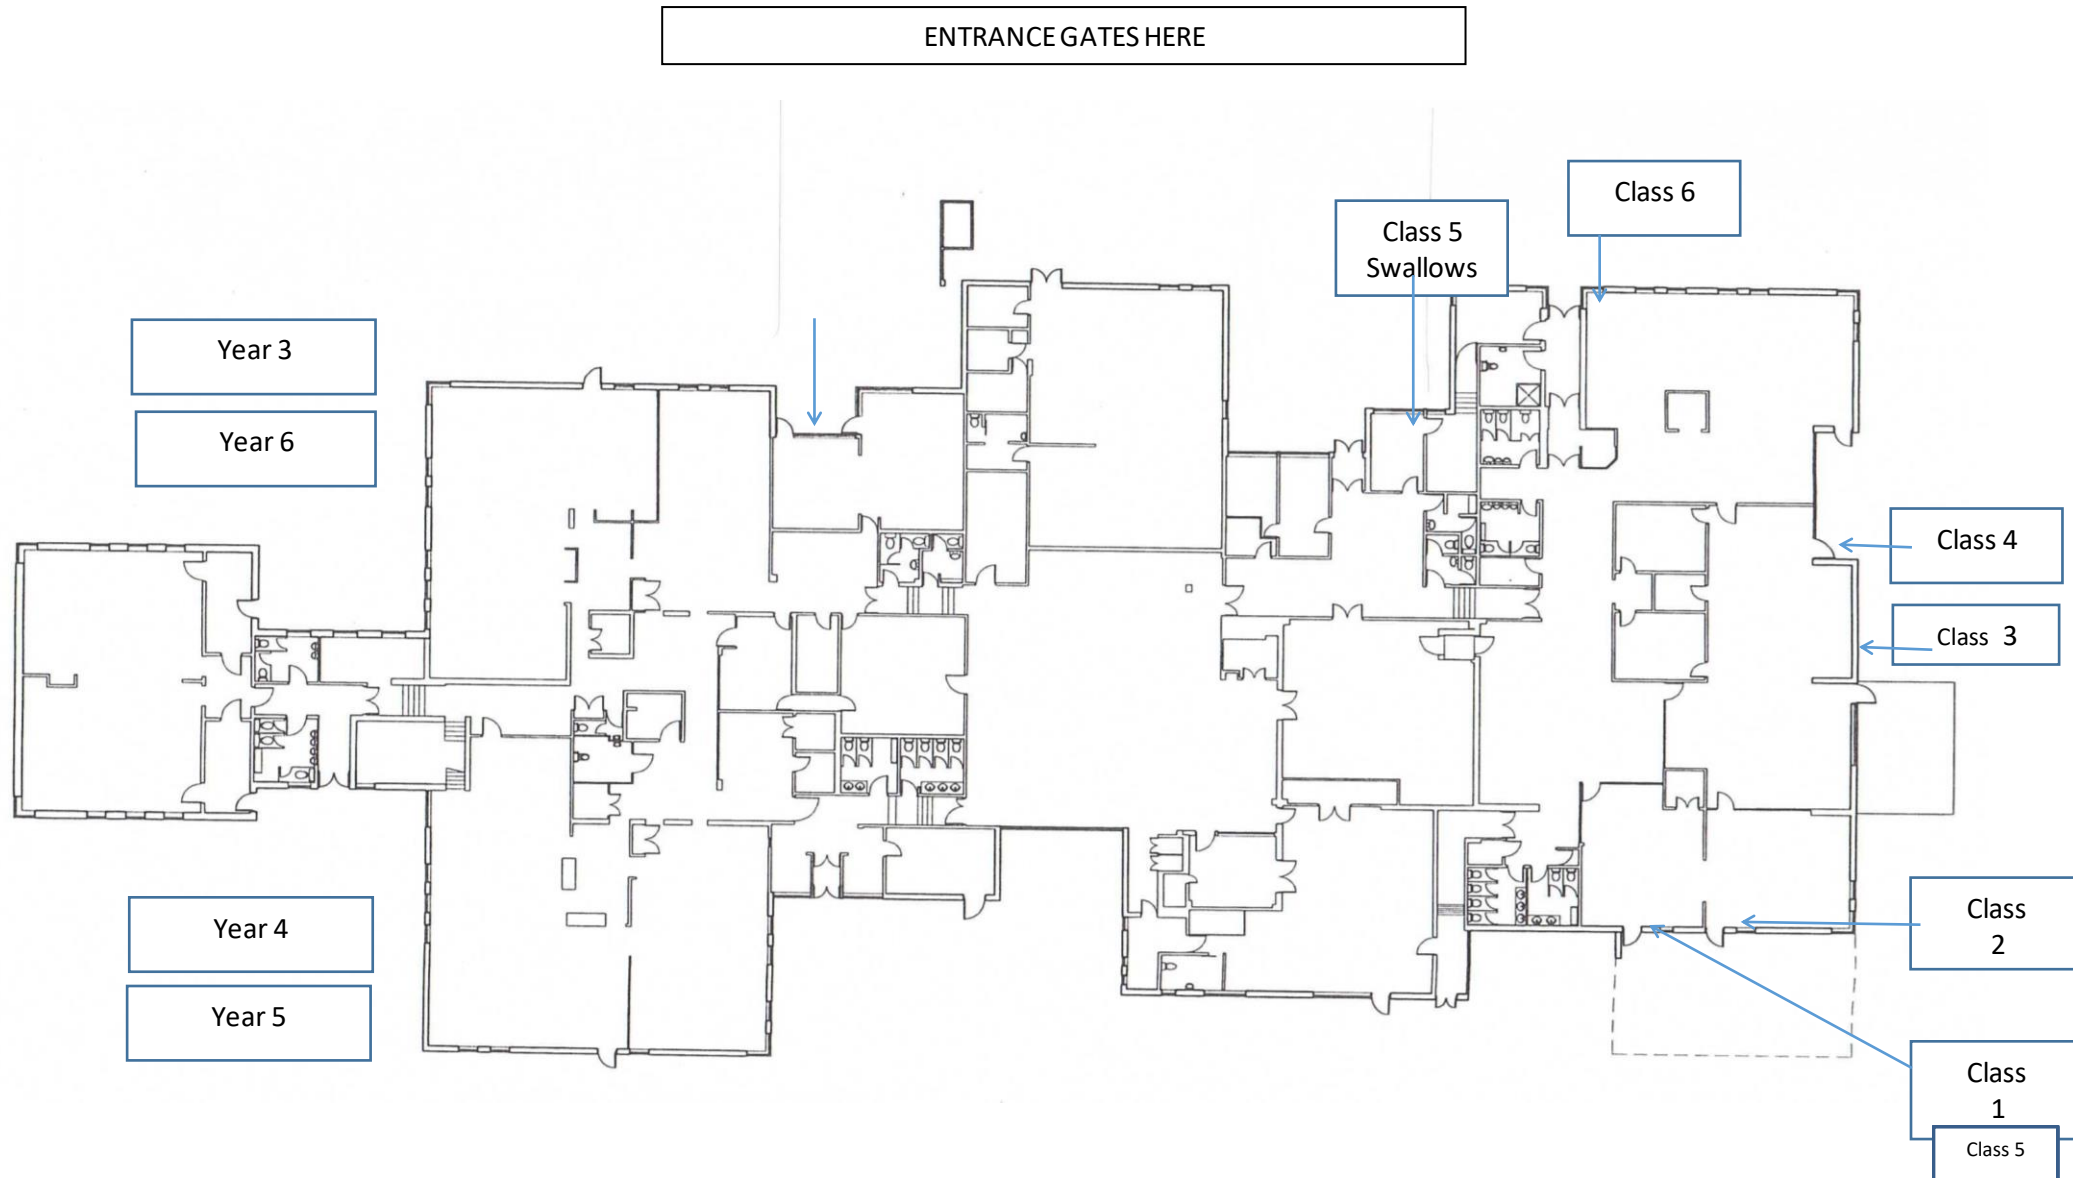 ENTRANCE GATES HERE
Class 6
Class 5
Swallows
Year 3
Year 6
Class 4
Class 3
Class
2
Year 4
Year 5
Class
1
Class 5